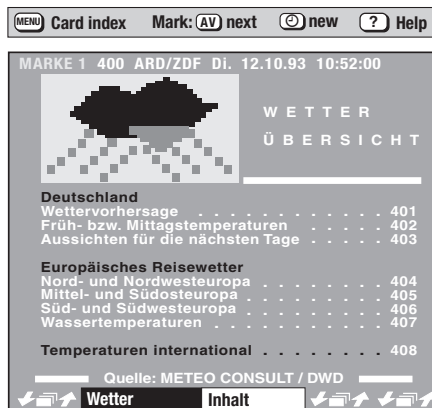 MENU Card index Mark: AV next new ? Help
MARKE 1 400 ARD/ZDF Di. 12.10.93 10:52:00
WETTER
ÜBERSICHT
Deutschland
Wettervorhersage . . . . . . . . . . . . . 401
Früh- bzw. Mittagstemperaturen . . . . . . 402
Aussichten für die nächsten Tage . . . . . 403
Europäisches Reisewetter
Nord- und Nordwesteuropa . . . . . . . . . 404
Mittel- und Südosteuropa . . . . . . . . . 405
Süd- und Südwesteuropa . . . . . . . . . . 406
Wassertemperaturen . . . . . . . . . . . . 407
Temperaturen international . . . . . . . . 408
Quelle: METEO CONSULT / DWD
Wetter Inhalt